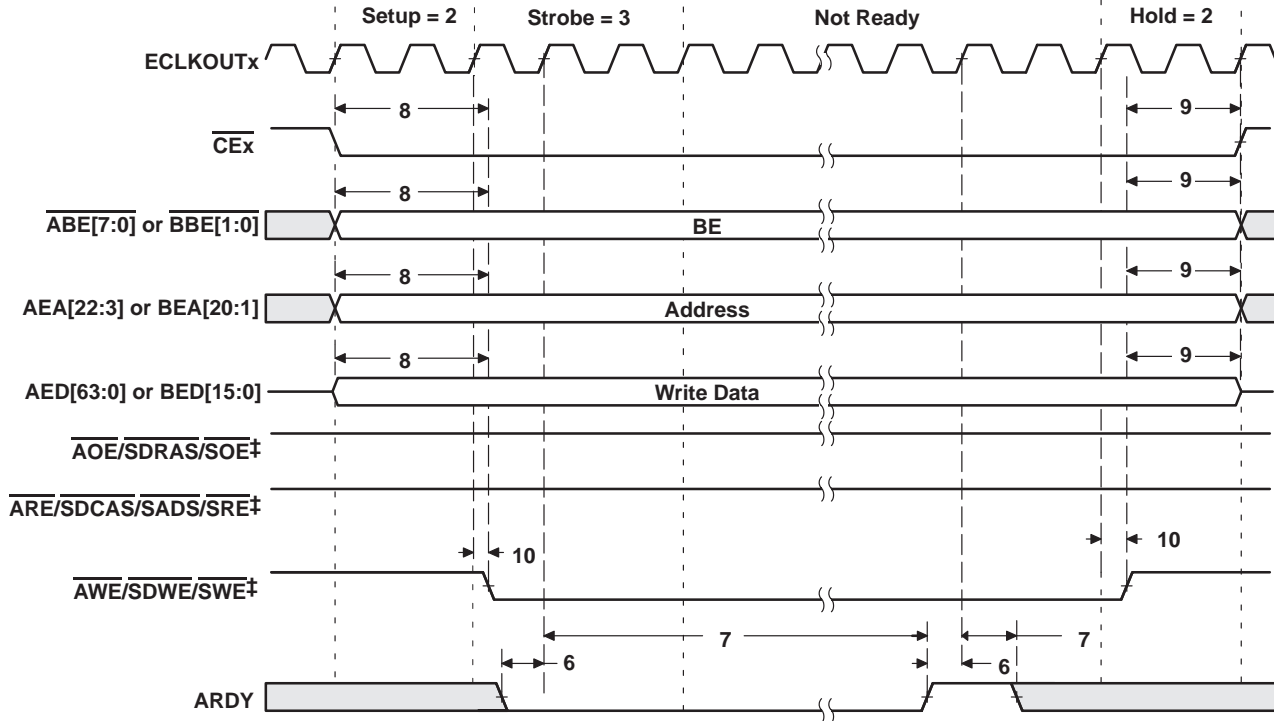 Setup = 2 Strobe = 3 Not Ready Hold = 2
ECLKOUTx
8 9
CEx
8 9
ABE[7:0] or BBE[1:0] BE
8 9
AEA[22:3] or BEA[20:1] Address
8 9
AED[63:0] or BED[15:0] Write Data
AOE/SDRAS/SOE‡
ARE/SDCAS/SADS/SRE‡
10 10
AWE/SDWE/SWE‡
7 7
6 6
ARDY